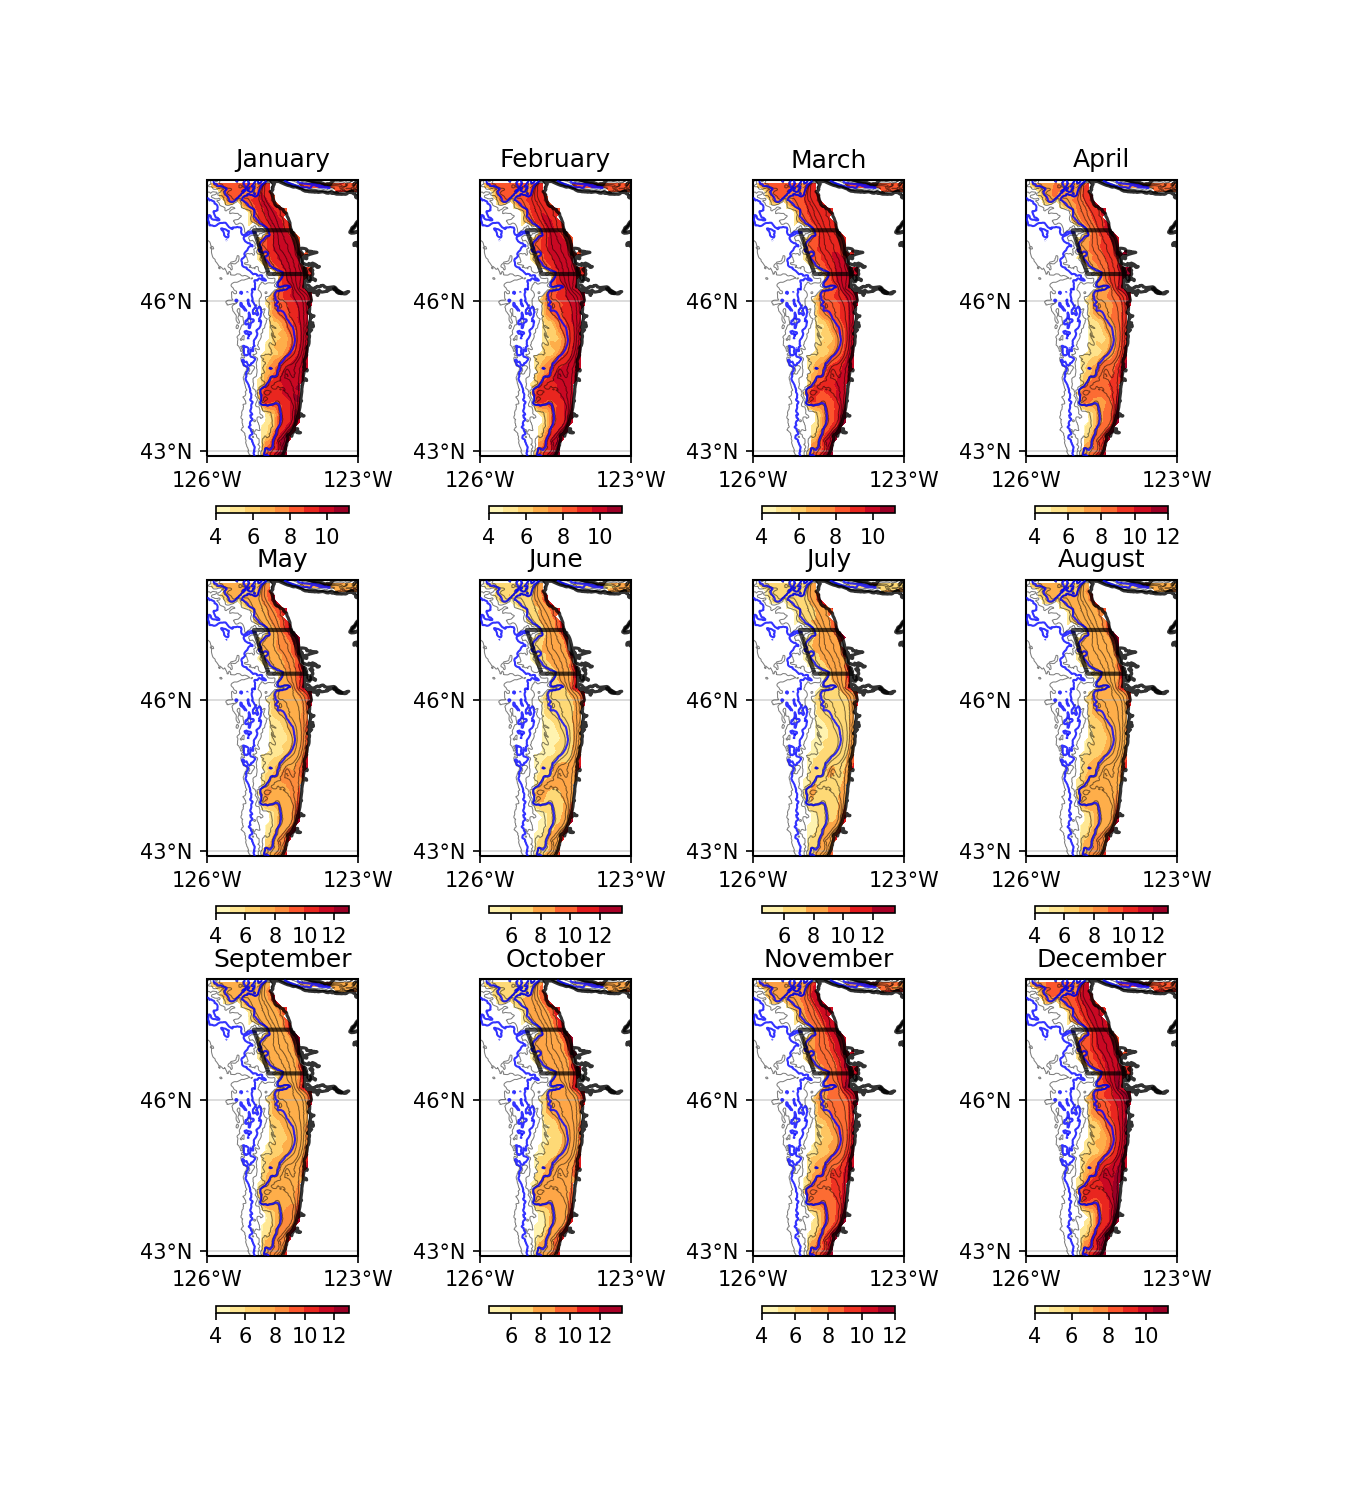 January February March April
46°N 46°N 46°N 46°N
43°N 43°N 43°N 43°N
126°W 123°W 126°W 123°W 126°W 123°W 126°W 123°W
4 6 8 10 4 6 8 10 4 6 8 10 4 6 8 10 12
May June July August
46°N 46°N 46°N 46°N
43°N 43°N 43°N 43°N
126°W 123°W 126°W 123°W 126°W 123°W 126°W 123°W
4 6 8 10 12 6 8 10 12 6 8 10 12 4 6 8 10 12
September October November December
46°N 46°N 46°N 46°N
43°N 43°N 43°N 43°N
126°W 123°W 126°W 123°W 126°W 123°W 126°W 123°W
4 6 8 10 12 6 8 10 12 4 6 8 10 12 4 6 8 10